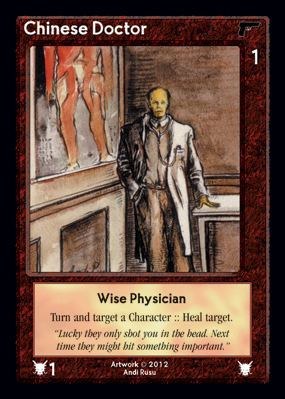 Chinese Doctor
1
Wise Physician
Turn and target a Character :: Heal target.
“Lucky they only shot you in the head. Next
time they might hit something important.”
1
Artwork © 2012
Andi Rusu